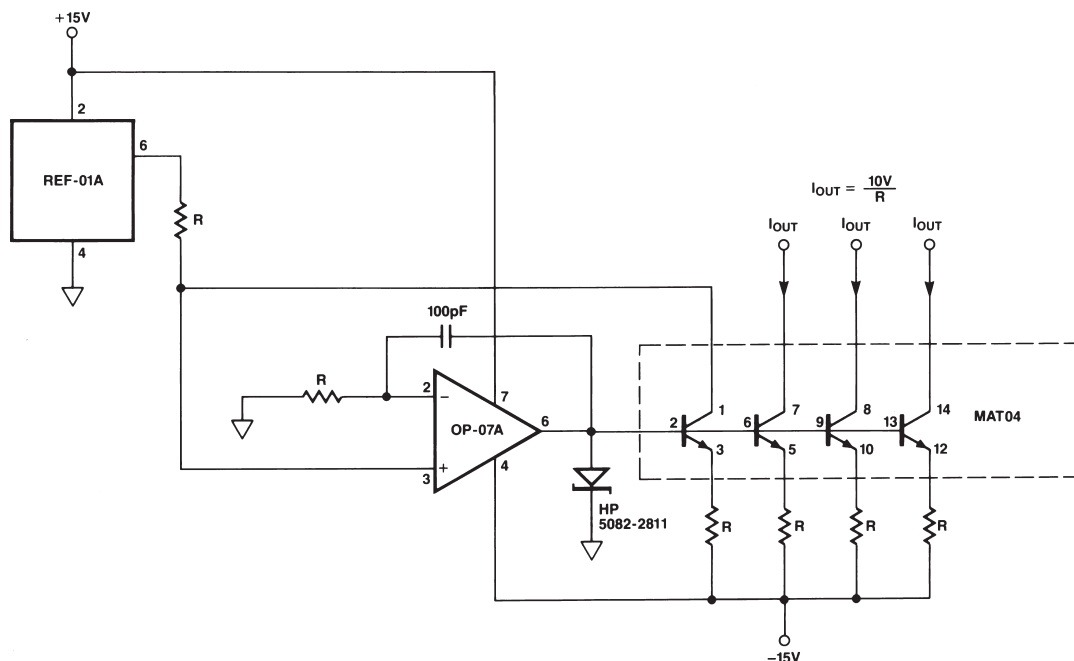 +15V
2
6
REF-01A
R
4
I_OUT = 10V/R
I_OUT I_OUT I_OUT
100pF
R
2 − 7
OP-07A 6
+ 3 4
HP
5082-2811
1 7 8 14
2 6 9 13
MAT04
3 5 10 12
R R R R
−15V